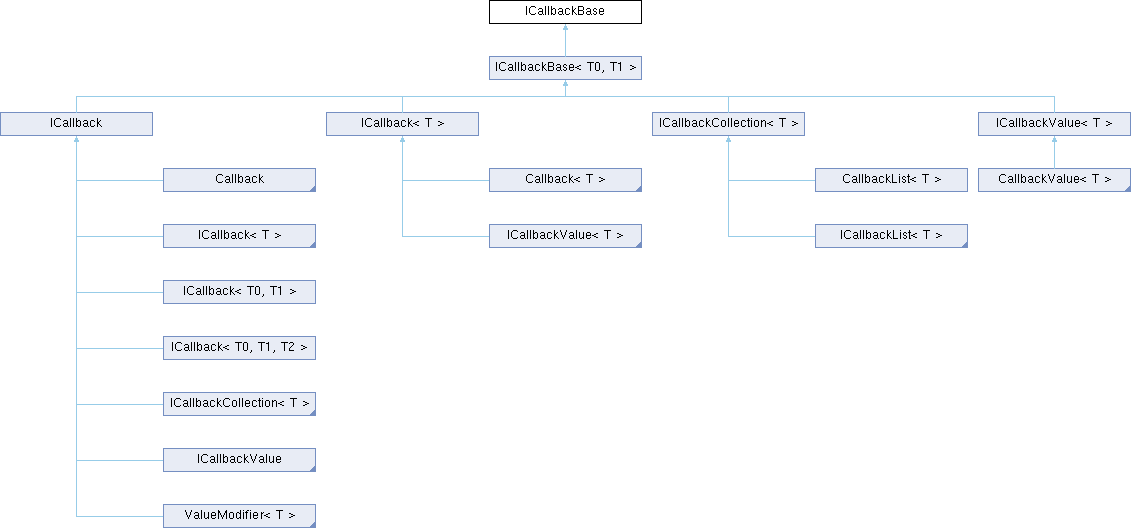 ICallbackBase
ICallbackBase< T0, T1 >
ICallback
ICallback< T >
ICallbackCollection< T >
ICallbackValue< T >
Callback
Callback< T >
CallbackList< T >
CallbackValue< T >
ICallback< T >
ICallbackValue< T >
ICallbackList< T >
ICallback< T0, T1 >
ICallback< T0, T1, T2 >
ICallbackCollection< T >
ICallbackValue
ValueModifier< T >